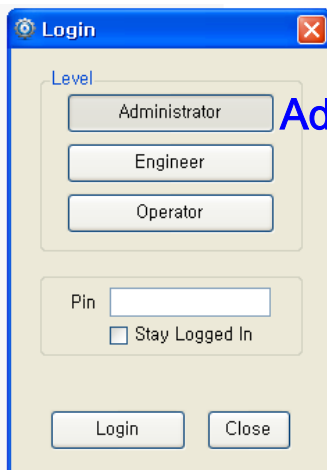 Login
Level
Administrator
Ad
Engineer
Operator
Pin
Stay Logged In
Login
Close